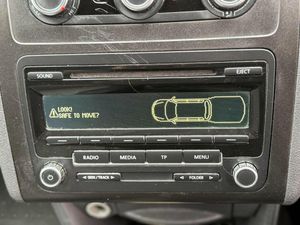 SOUND
EJECT
LOOK!
SAFE TO MOVE?
RADIO
MEDIA
TP
MENU
SEEK/TRACK
FOLDER